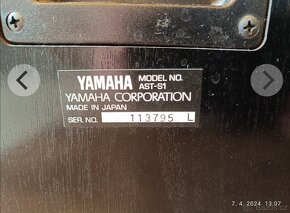 YAMAHA MODEL NO.
AST-S1
YAMAHA CORPORATION
MADE IN JAPAN
SER. NO. 113795 L
7. 4. 2024 13:07